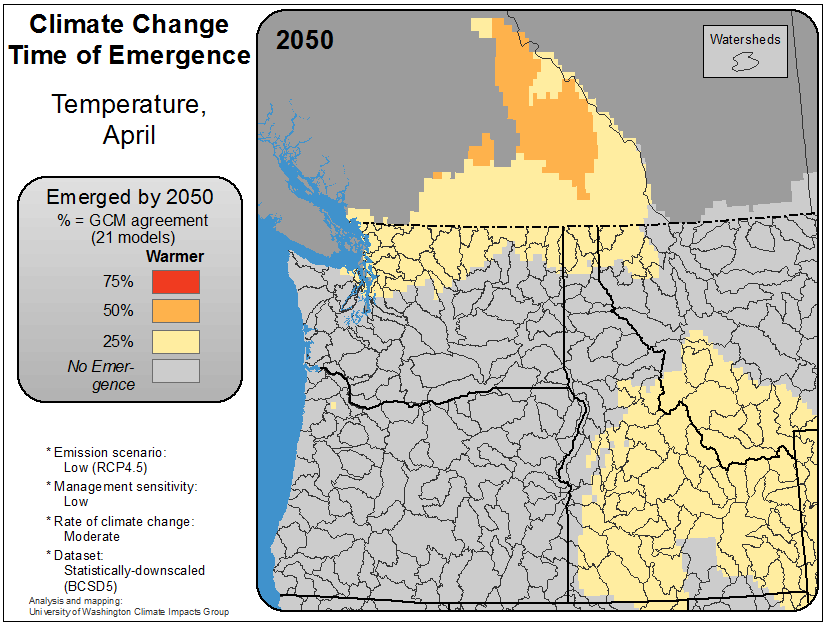 Climate Change
Time of Emergence
Temperature,
April
Emerged by 2050
% = GCM agreement
(21 models)
Warmer
75%
50%
25%
No Emer-
gence
* Emission scenario:
Low (RCP4.5)
* Management sensitivity:
Low
* Rate of climate change:
Moderate
* Dataset:
Statistically-downscaled
(BCSD5)
Analysis and mapping:
University of Washington Climate Impacts Group
2050
Watersheds